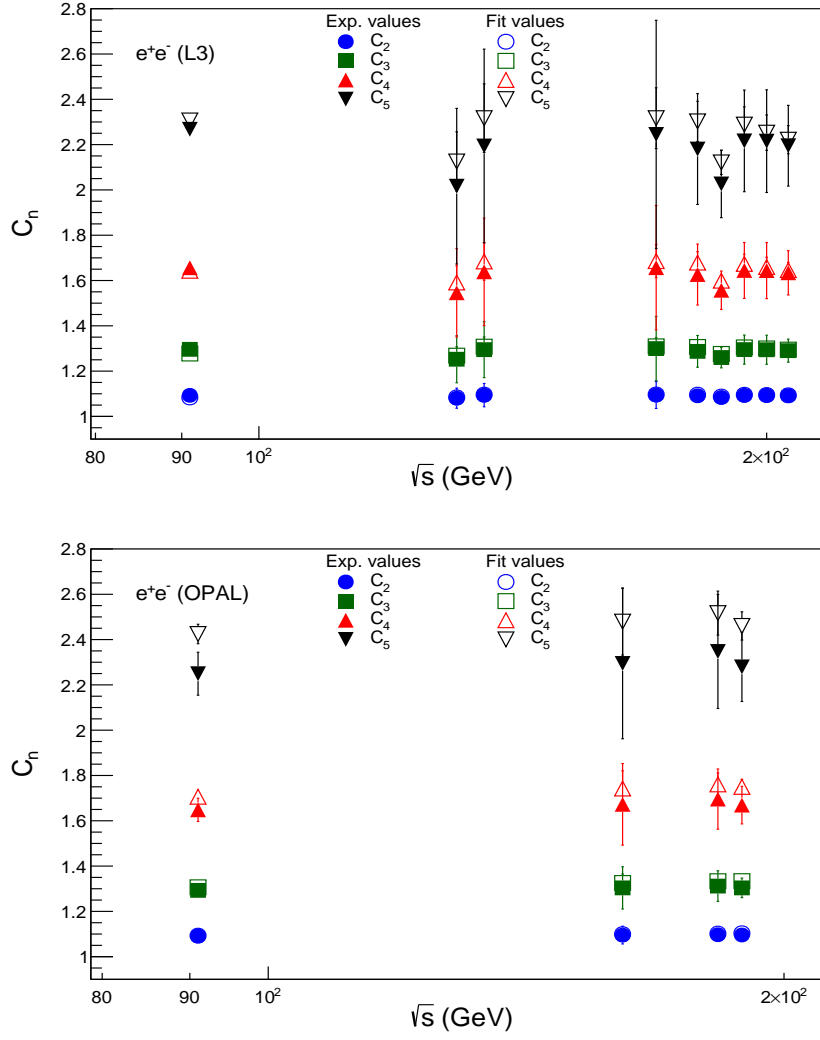 Exp. values Fit values
e⁺e⁻ (L3)
C₂ C₂
C₃ C₃
C₄ C₄
C₅ C₅
2.8
2.6
2.4
2.2
2
1.8
1.6
1.4
1.2
1
Cₙ
80 90 10² 2×10²
√s (GeV)
Exp. values Fit values
e⁺e⁻ (OPAL)
C₂ C₂
C₃ C₃
C₄ C₄
C₅ C₅
2.8
2.6
2.4
2.2
2
1.8
1.6
1.4
1.2
1
Cₙ
80 90 10² 2×10²
√s (GeV)